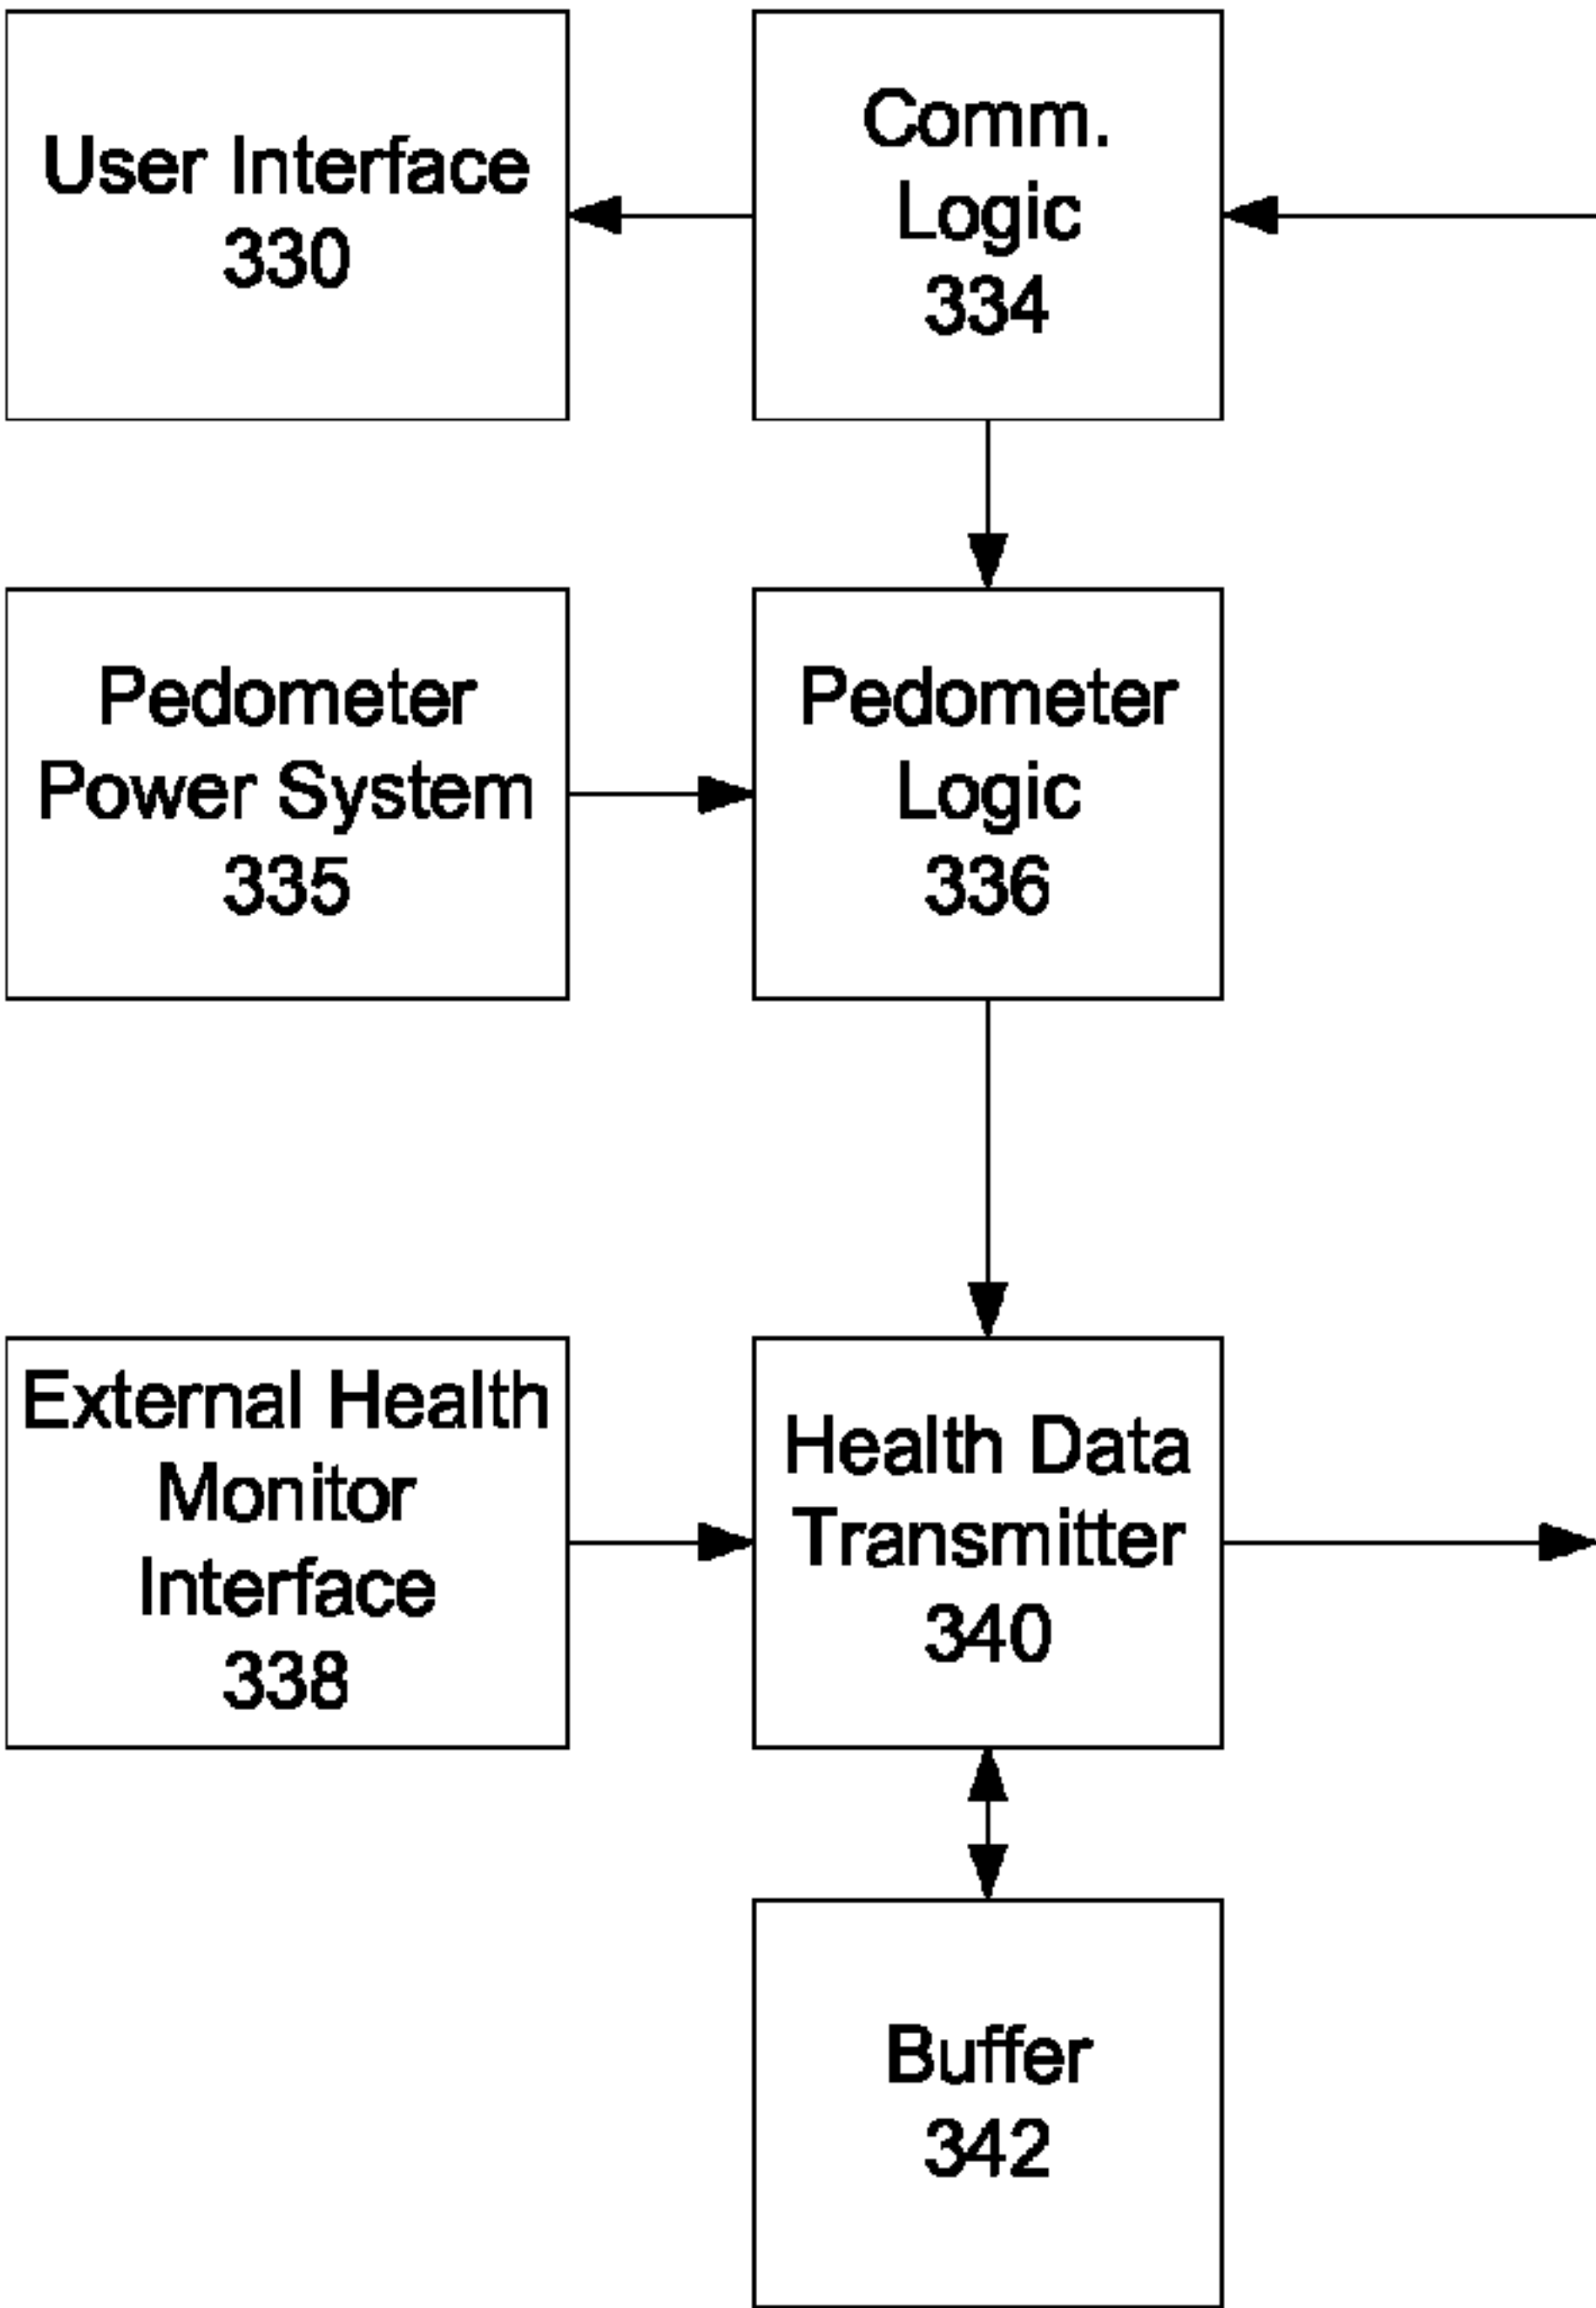 User Interface
330
Comm.
Logic
334
Pedometer
Power System
335
Pedometer
Logic
336
External Health
Monitor
Interface
338
Health Data
Transmitter
340
Buffer
342